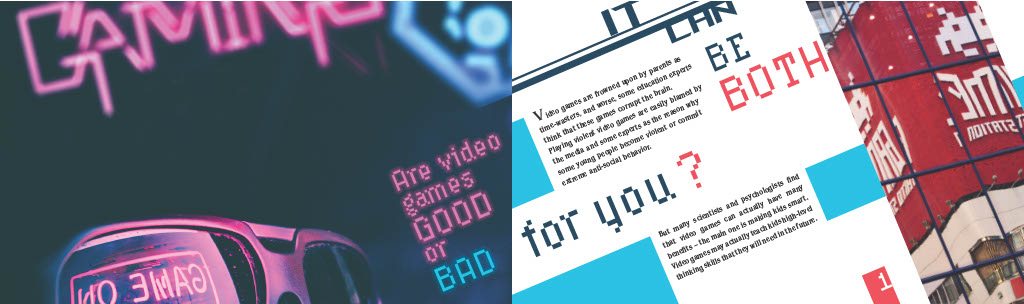 GAMING
Are video
games
GOOD
or
BAD
GAME ON
IT
CAN
BE
BOTH
Video games are frowned upon by parents as
time-wasters, and worse, some education experts
think that these games corrupt the brain.
Playing violent video games are easily blamed by
the media and some experts as the reason why
some young people become violent or commit
extreme anti-social behavior.
for you?
But many scientists and psychologists find
that video games can actually have many
benefits – the main one is making kids smart.
Video games may actually teach kids high-level
thinking skills that they will need in the future.
1